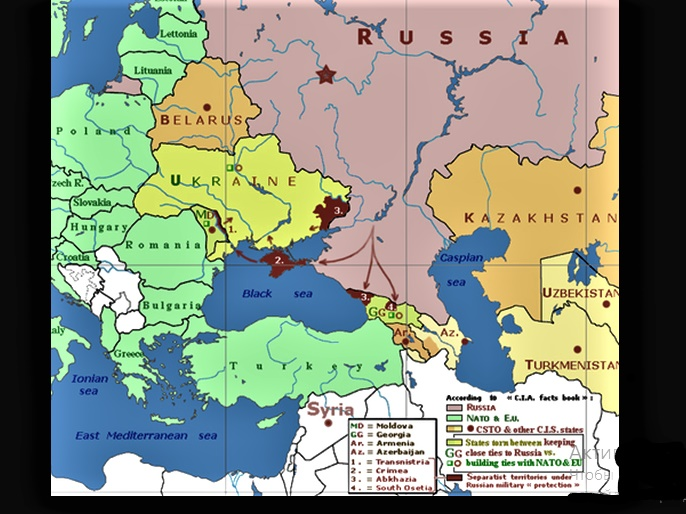 Lettonia
RUSSIA
Lituania
BELARUS
Poland
UKRAINE
zech R.
Slovakia
MD
1.
3.
Hungary
KAZAKHSTAN
Romania
Croatia
2.
Caspian
sea
Black sea
3.
UZBEKISTAN
Bulgaria
4
GG
Ar.
Az.
aly
Greece
Turkey
TURKMENISTAN
Ionian
sea
Syria
East Mediterranean sea
MD = Moldova
GG = Georgia
Ar. = Armenia
Az. = Azerbaijan
1. = Transnistria
2. = Crimea
3. = Abkhazia
4. = South Osetia
According to « C.I.A. facts book » :
RUSSIA
NATO & E.U.
CSTO & other C.I.S. states
States torn between keeping
GG close ties to Russia vs.
building ties with NATO & EU
Separatist territories under
Russian military « protection »